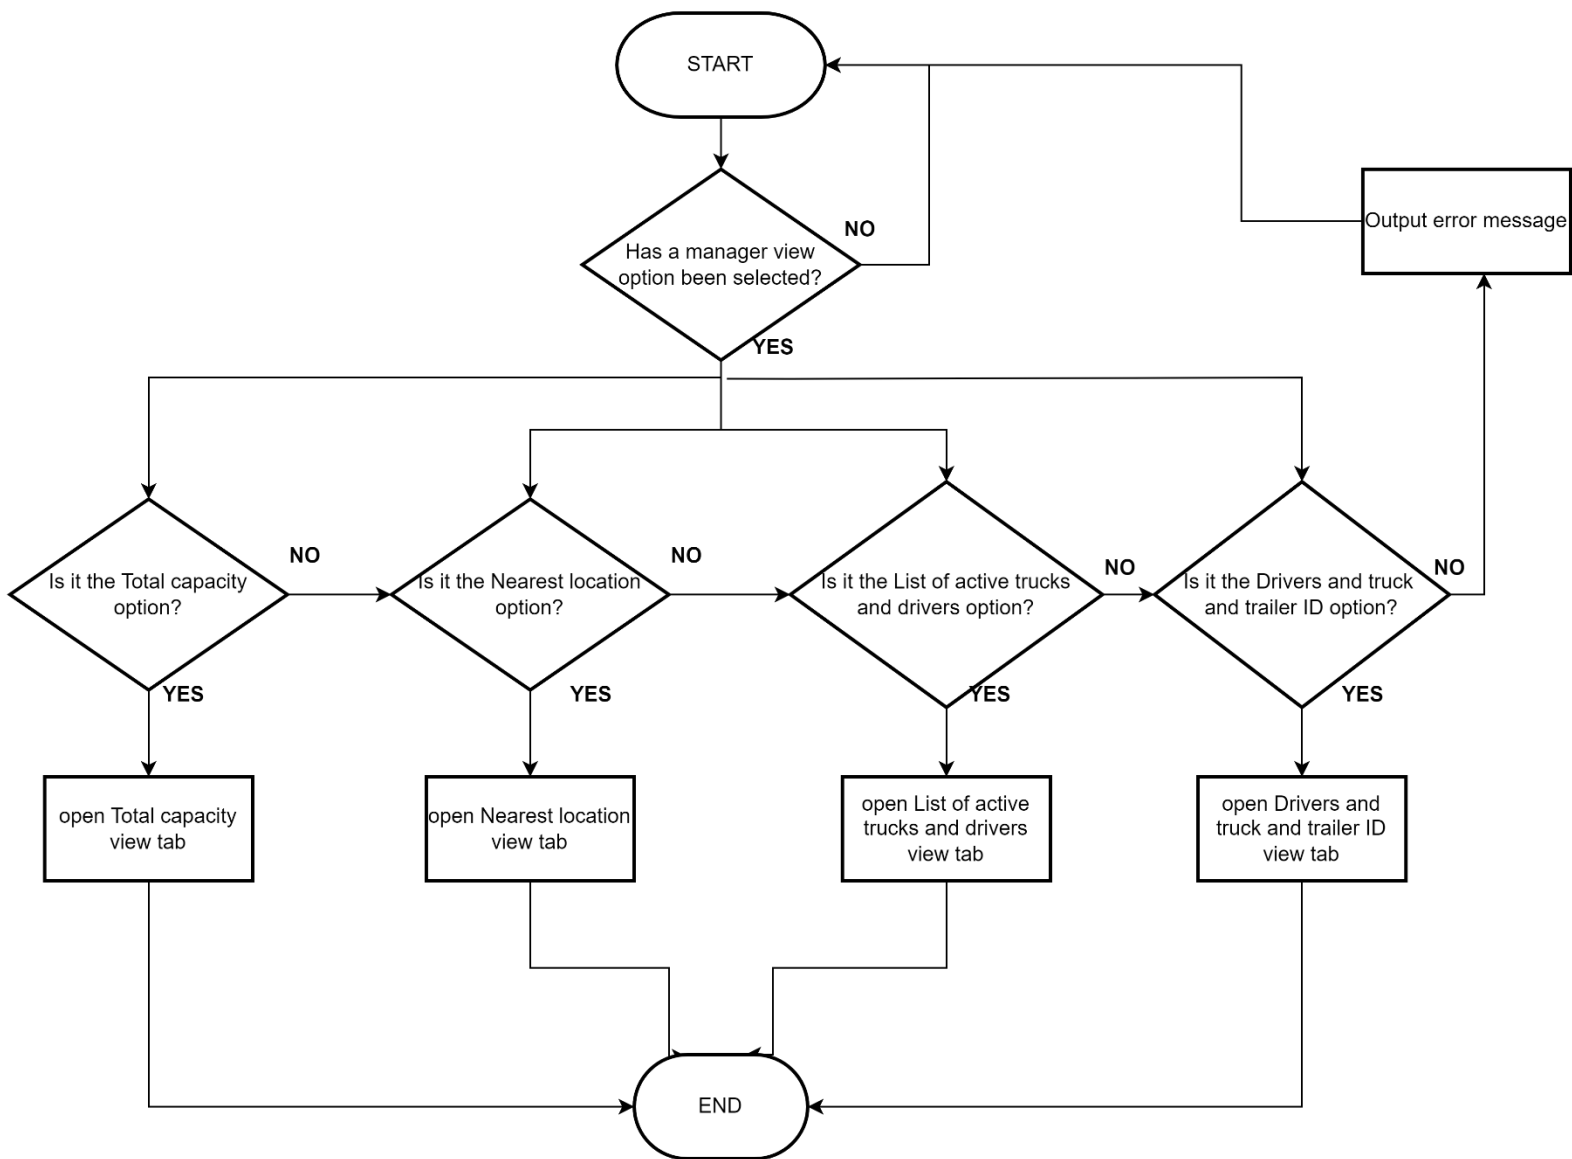 START
NO
Output error message
Has a manager view
option been selected?
YES
NO
NO
NO
NO
Is it the Total capacity
option?
Is it the Nearest location
option?
Is it the List of active trucks
and drivers option?
Is it the Drivers and truck
and trailer ID option?
YES
YES
YES
YES
open Total capacity
view tab
open Nearest location
view tab
open List of active
trucks and drivers
view tab
open Drivers and
truck and trailer ID
view tab
END